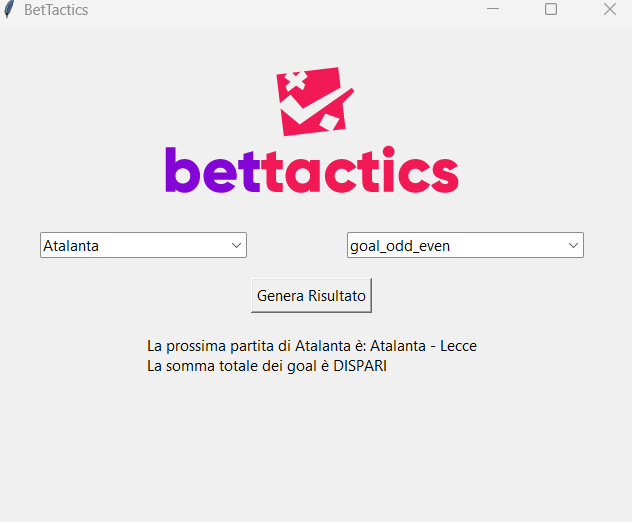 BetTactics
bettactics
Atalanta
goal_odd_even
Genera Risultato
La prossima partita di Atalanta è: Atalanta - Lecce
La somma totale dei goal è DISPARI